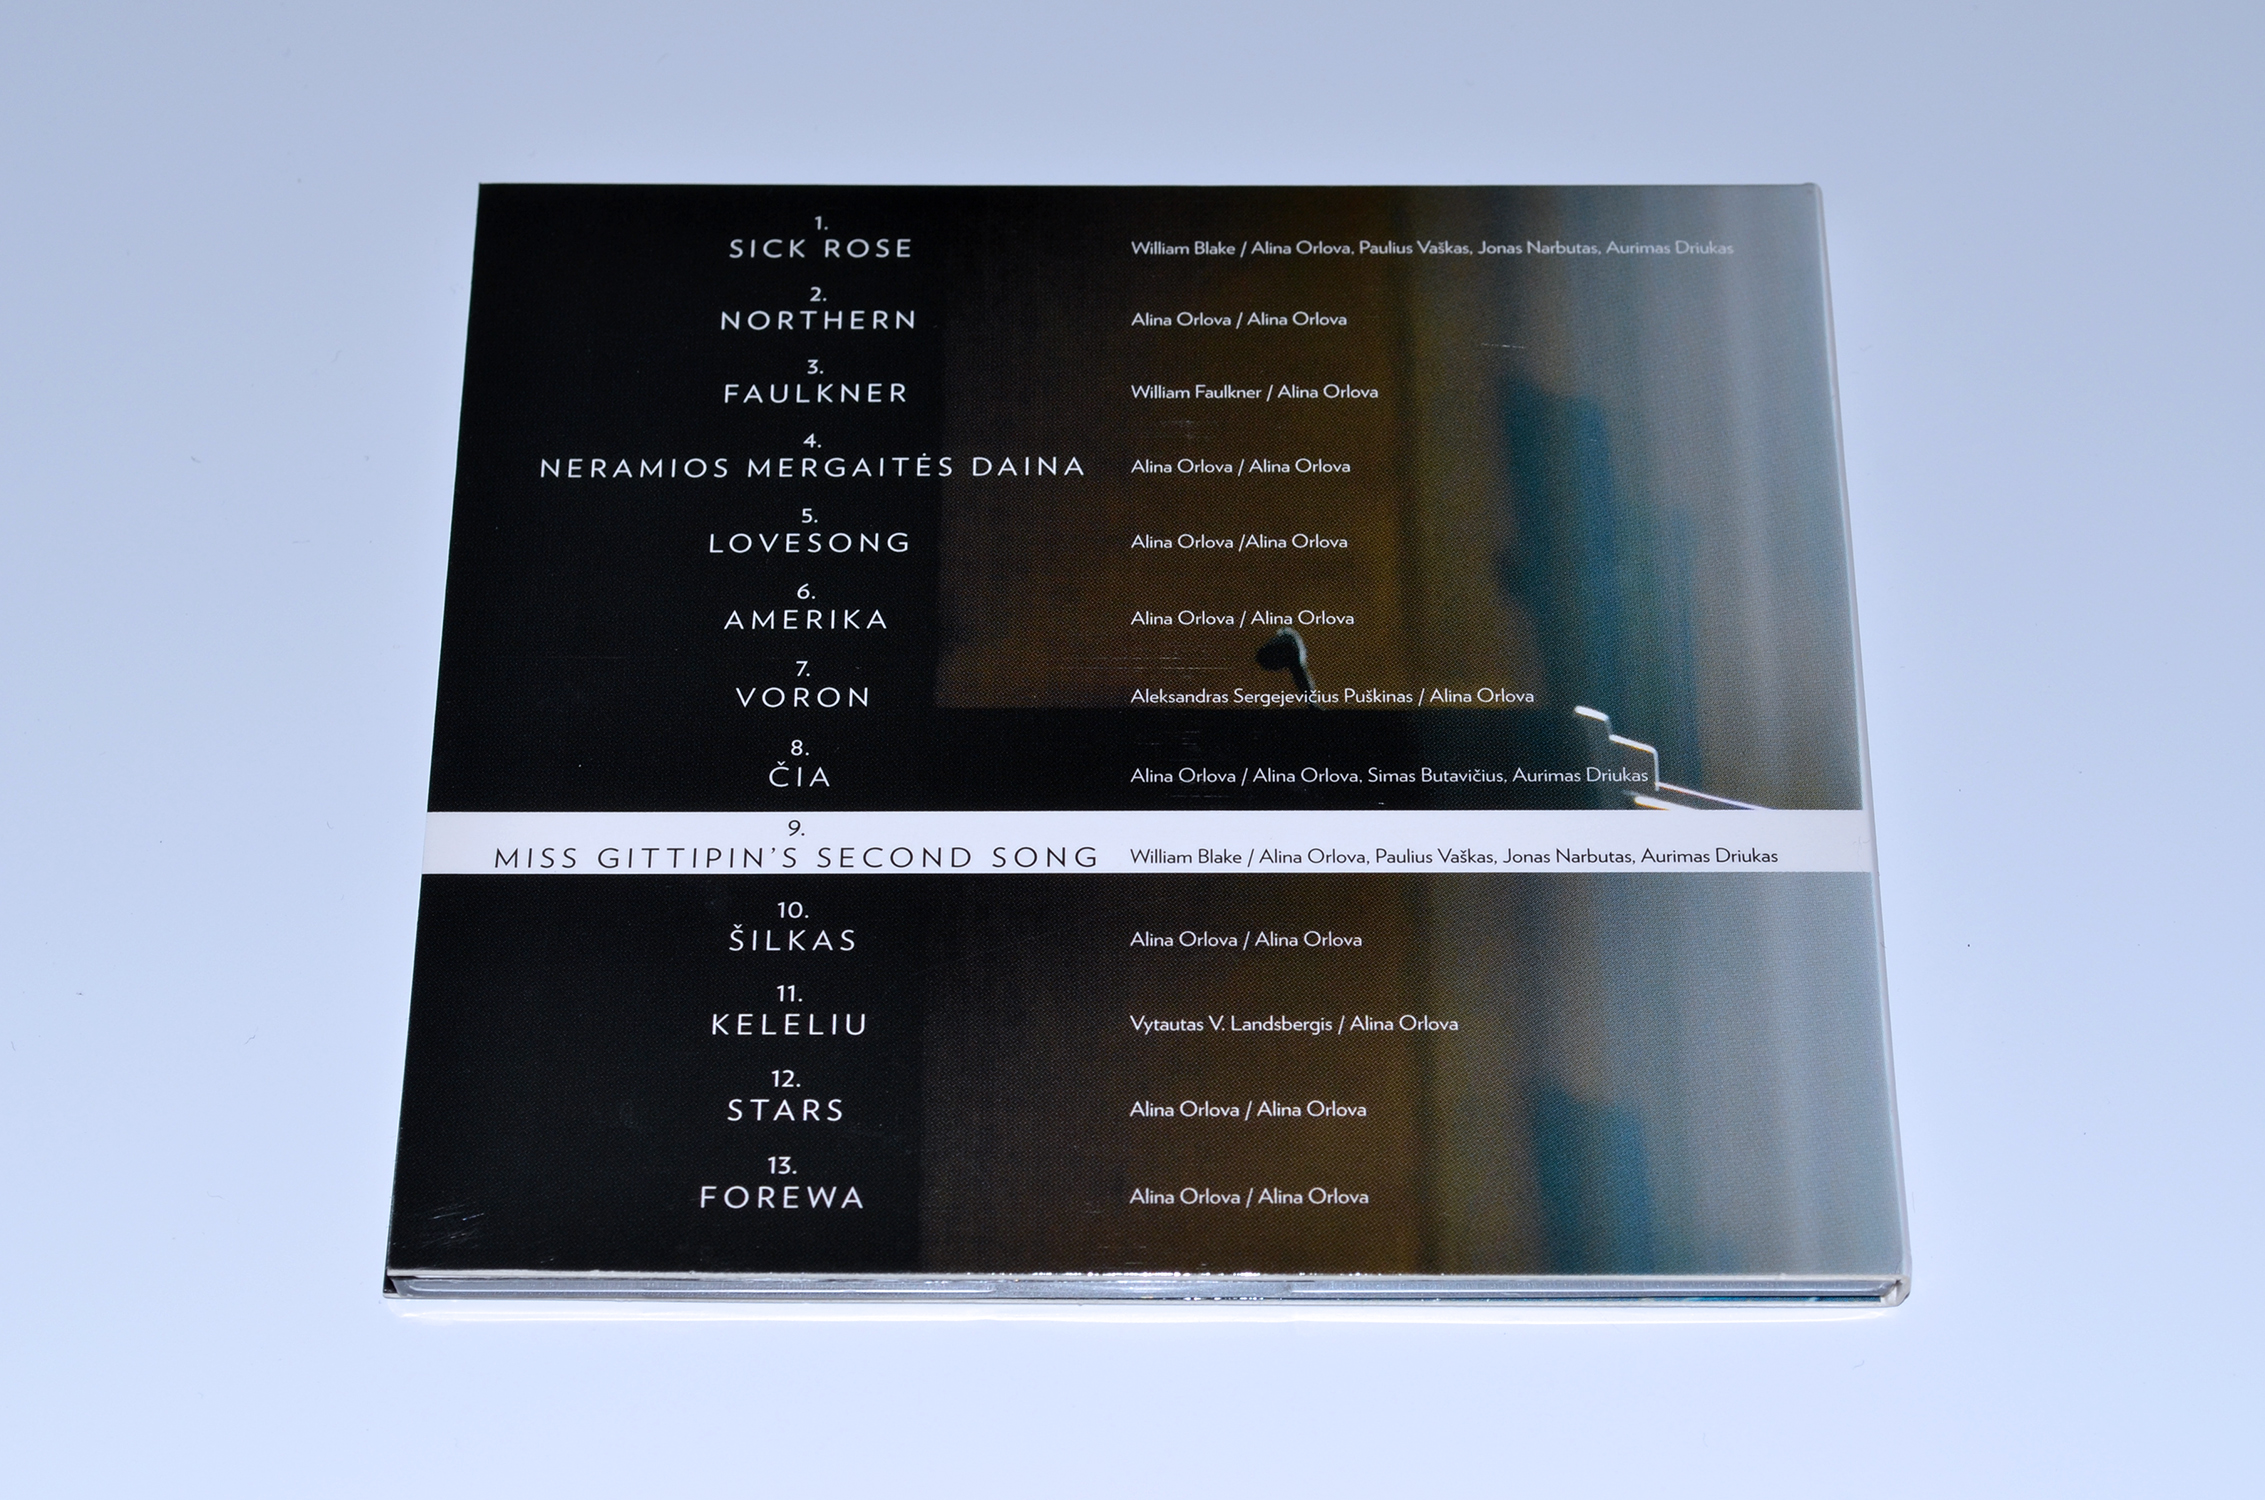 1.
SICK ROSE William Blake / Alina Orlova, Paulius Vaškas, Jonas Narbutas, Aurimas Driukas
2.
NORTHERN Alina Orlova / Alina Orlova
3.
FAULKNER William Faulkner / Alina Orlova
4.
NERAMIOS MERGAITĖS DAINA Alina Orlova / Alina Orlova
5.
LOVESONG Alina Orlova /Alina Orlova
6.
AMERIKA Alina Orlova / Alina Orlova
7.
VORON Aleksandras Sergejevičius Puškinas / Alina Orlova
8.
ČIA Alina Orlova / Alina Orlova, Simas Butavičius, Aurimas Driukas
9.
MISS GITTIPIN'S SECOND SONG William Blake / Alina Orlova, Paulius Vaškas, Jonas Narbutas, Aurimas Driukas
10.
ŠILKAS Alina Orlova / Alina Orlova
11.
KELELIU Vytautas V. Landsbergis / Alina Orlova
12.
STARS Alina Orlova / Alina Orlova
13.
FOREWA Alina Orlova / Alina Orlova